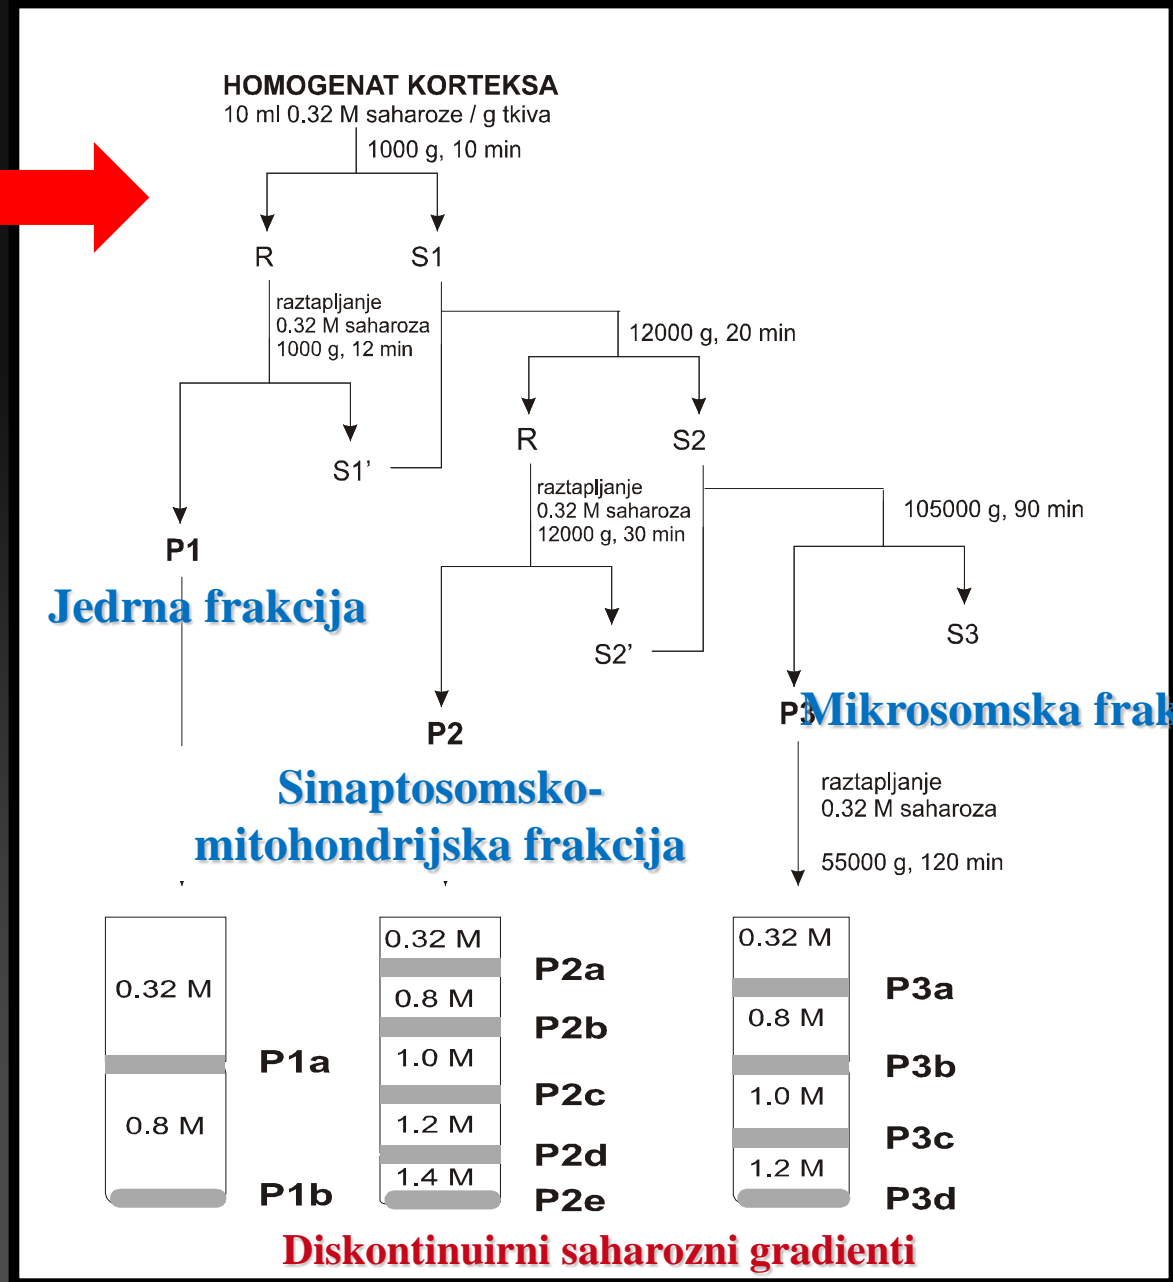 HOMOGENAT KORTEKSA
10 ml 0.32 M saharoze / g tkiva
1000 g, 10 min
R
S1
raztapljanje
0.32 M saharoza
1000 g, 12 min
12000 g, 20 min
R
S2
S1’
raztapljanje
0.32 M saharoza
12000 g, 30 min
105000 g, 90 min
P1
Jedrna frakcija
S2’
S3
P3
Mikrosomska frak
P2
Sinaptosomsko-
mitohondrijska frakcija
raztapljanje
0.32 M saharoza
55000 g, 120 min
0.32 M
P1a
0.8 M
P1b
0.32 M
P2a
0.8 M
P2b
1.0 M
P2c
1.2 M
P2d
1.4 M
P2e
0.32 M
P3a
0.8 M
P3b
1.0 M
P3c
1.2 M
P3d
Diskontinuirni saharozni gradienti